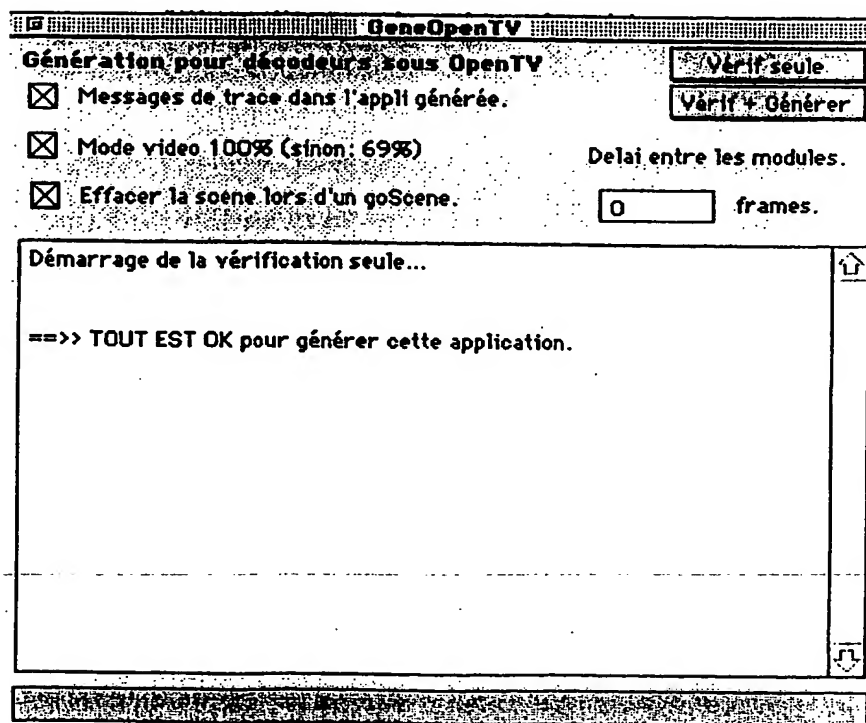 GeneOpenTV
Génération pour décodeurs sous OpenTV
Vérif seule
Messages de trace dans l'appli générée.
Vérif + Générer
Mode video 100% (sinon: 69%)
Delai entre les modules.
Effacer la scène lors d'un goScene.
0 frames.
Démarrage de la vérification seule...
==>> TOUT EST OK pour générer cette application.